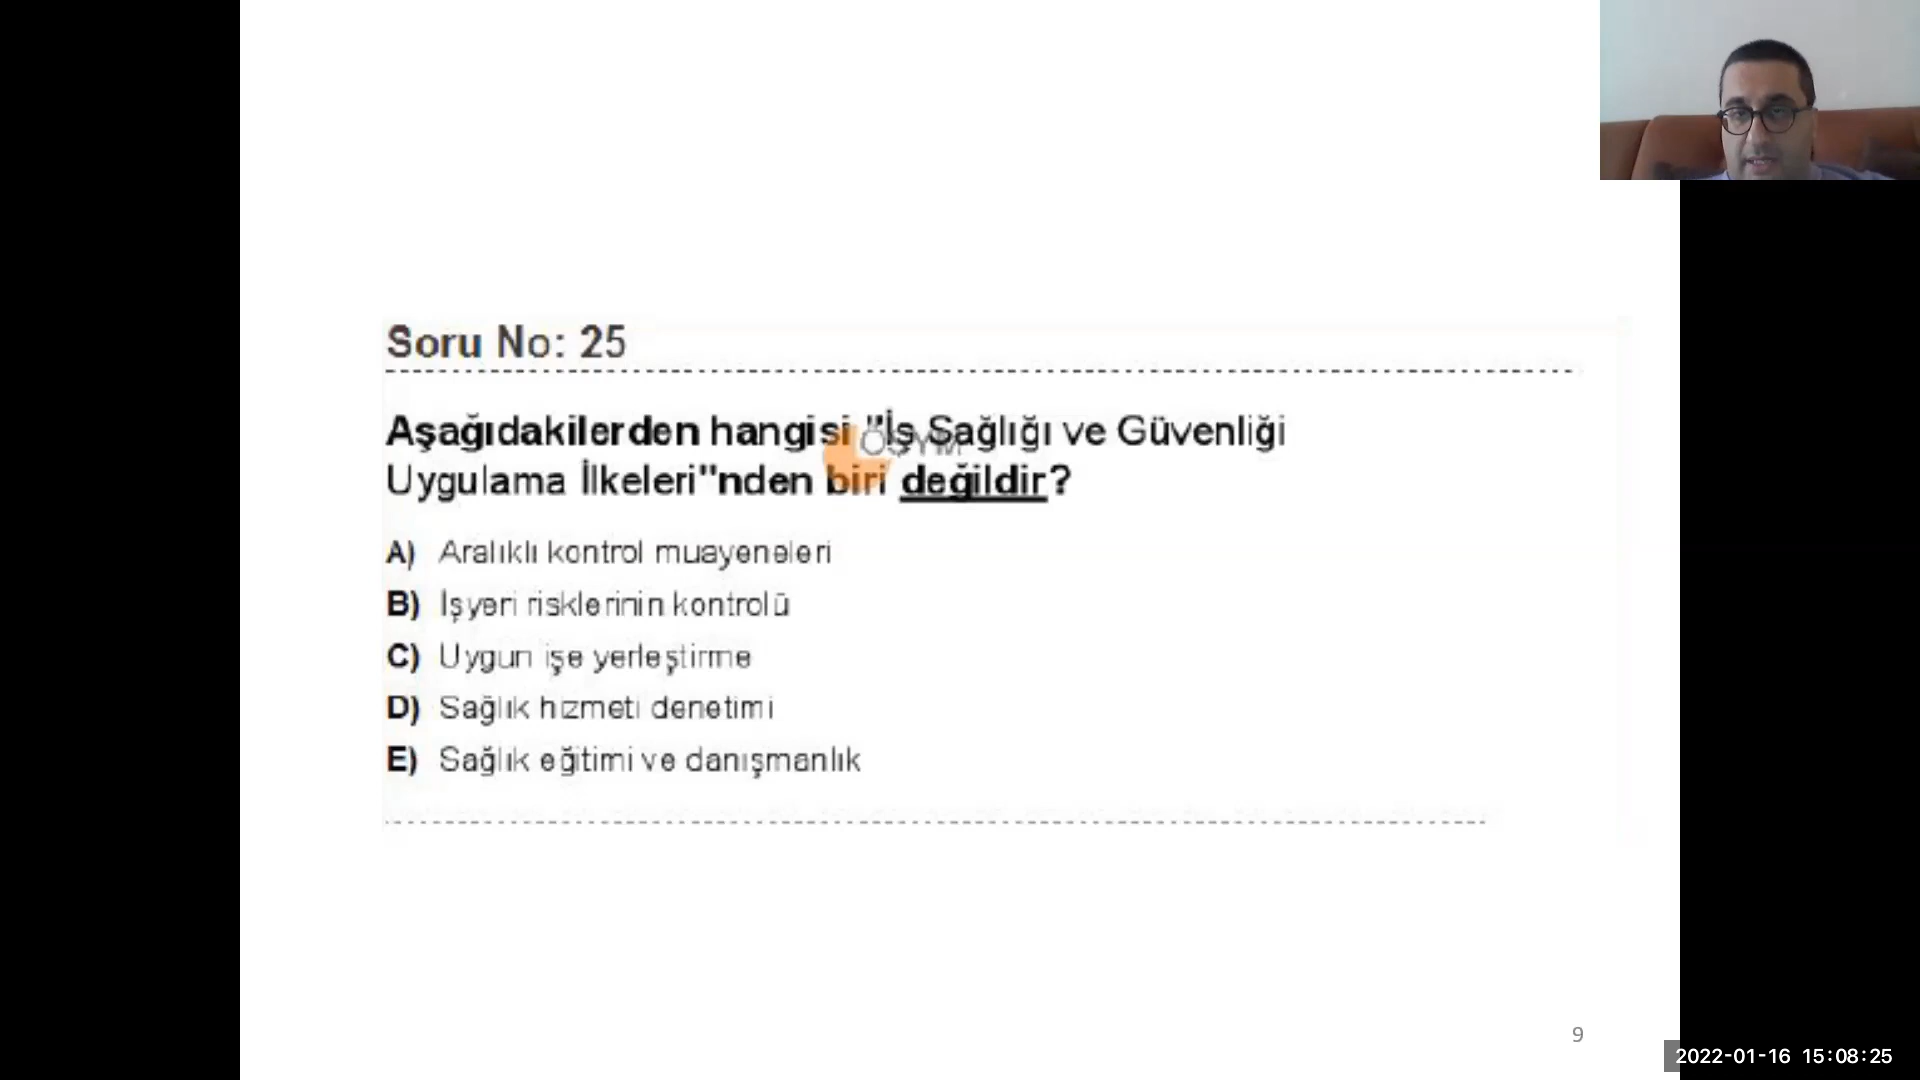 Soru No: 25
Aşağıdakilerden hangisi "İş Sağlığı ve Güvenliği
ÖSYM
Uygulama İlkeleri"nden biri değildir?
A) Aralıklı kontrol muayeneleri
B) İşyeri risklerinin kontrolü
C) Uygun işe yerleştirme
D) Sağlık hizmeti denetimi
E) Sağlık eğitimi ve danışmanlık
9
2022-01-16 15:08:25